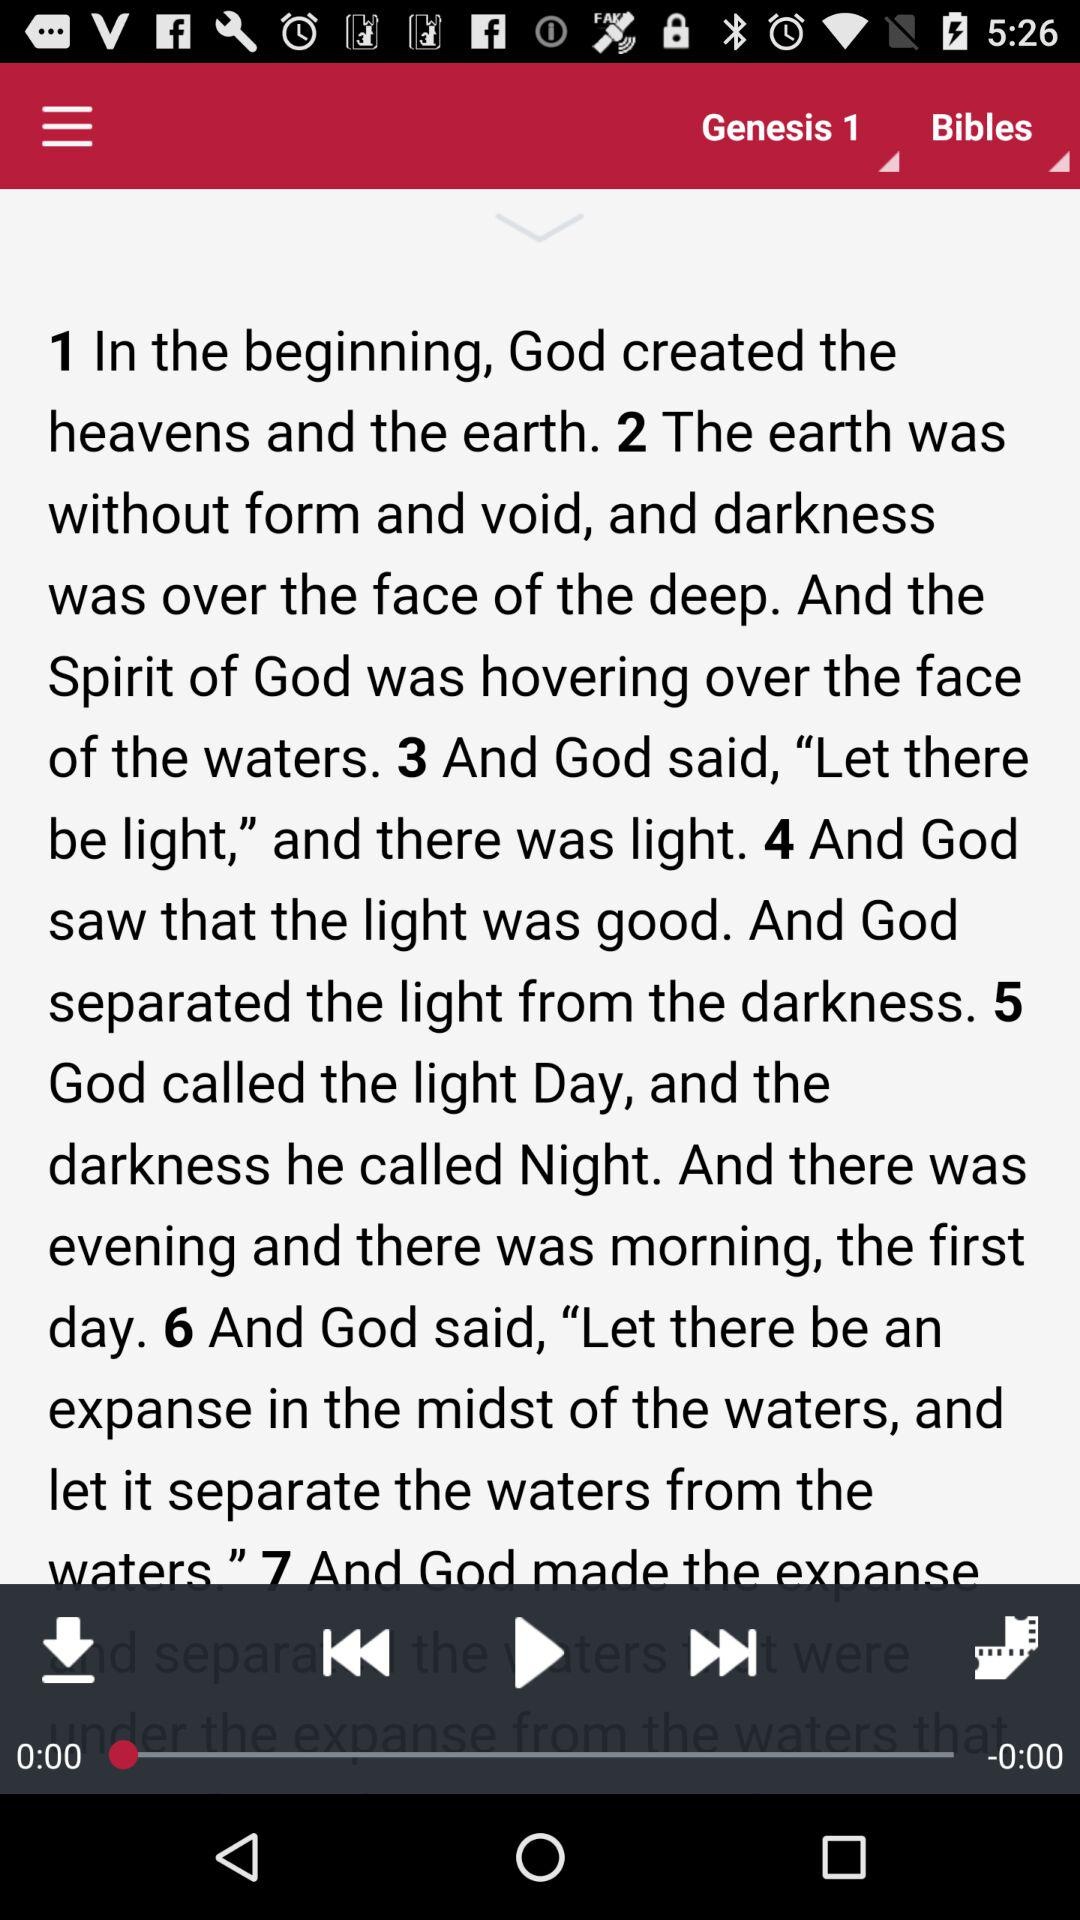 FAKE 5:26
Genesis 1 Bibles
1 In the beginning, God created the
heavens and the earth. 2 The earth was
without form and void, and darkness
was over the face of the deep. And the
Spirit of God was hovering over the face
of the waters. 3 And God said, “Let there
be light,” and there was light. 4 And God
saw that the light was good. And God
separated the light from the darkness. 5
God called the light Day, and the
darkness he called Night. And there was
evening and there was morning, the first
day. 6 And God said, “Let there be an
expanse in the midst of the waters, and
let it separate the waters from the
waters.” 7 And God made the expanse
and separated the waters that were
under the expanse from the waters that
0:00 -0:00